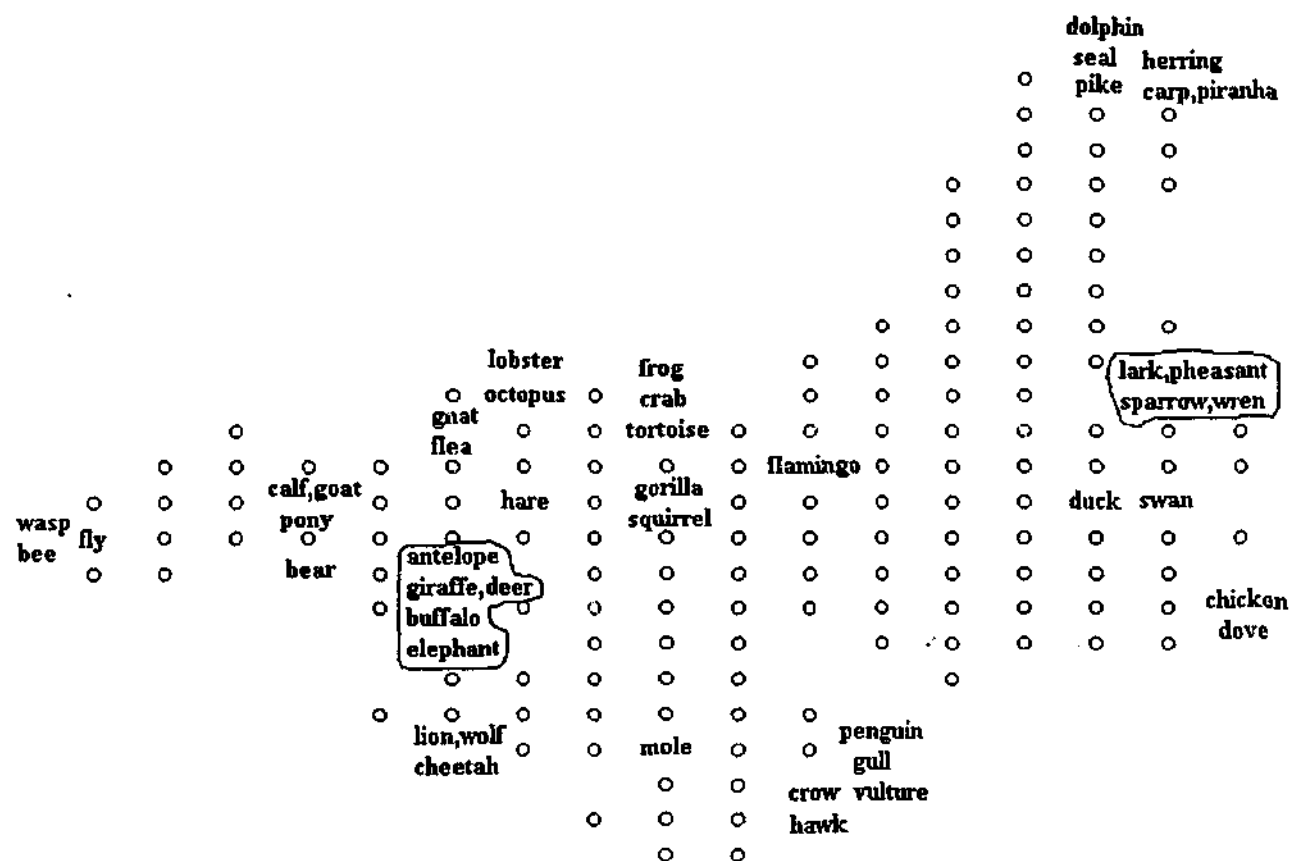 dolphin
seal
pike
herring
carp,piranha
lobster
octopus
frog
crab
tortoise
lark,pheasant
sparrow,wren
gnat
flea
flamingo
calf,goat
pony
hare
gorilla
squirrel
duck
swan
wasp
bee
fly
bear
antelope
giraffe,deer
buffalo
elephant
chicken
dove
lion,wolf
cheetah
mole
penguin
gull
crow
vulture
hawk